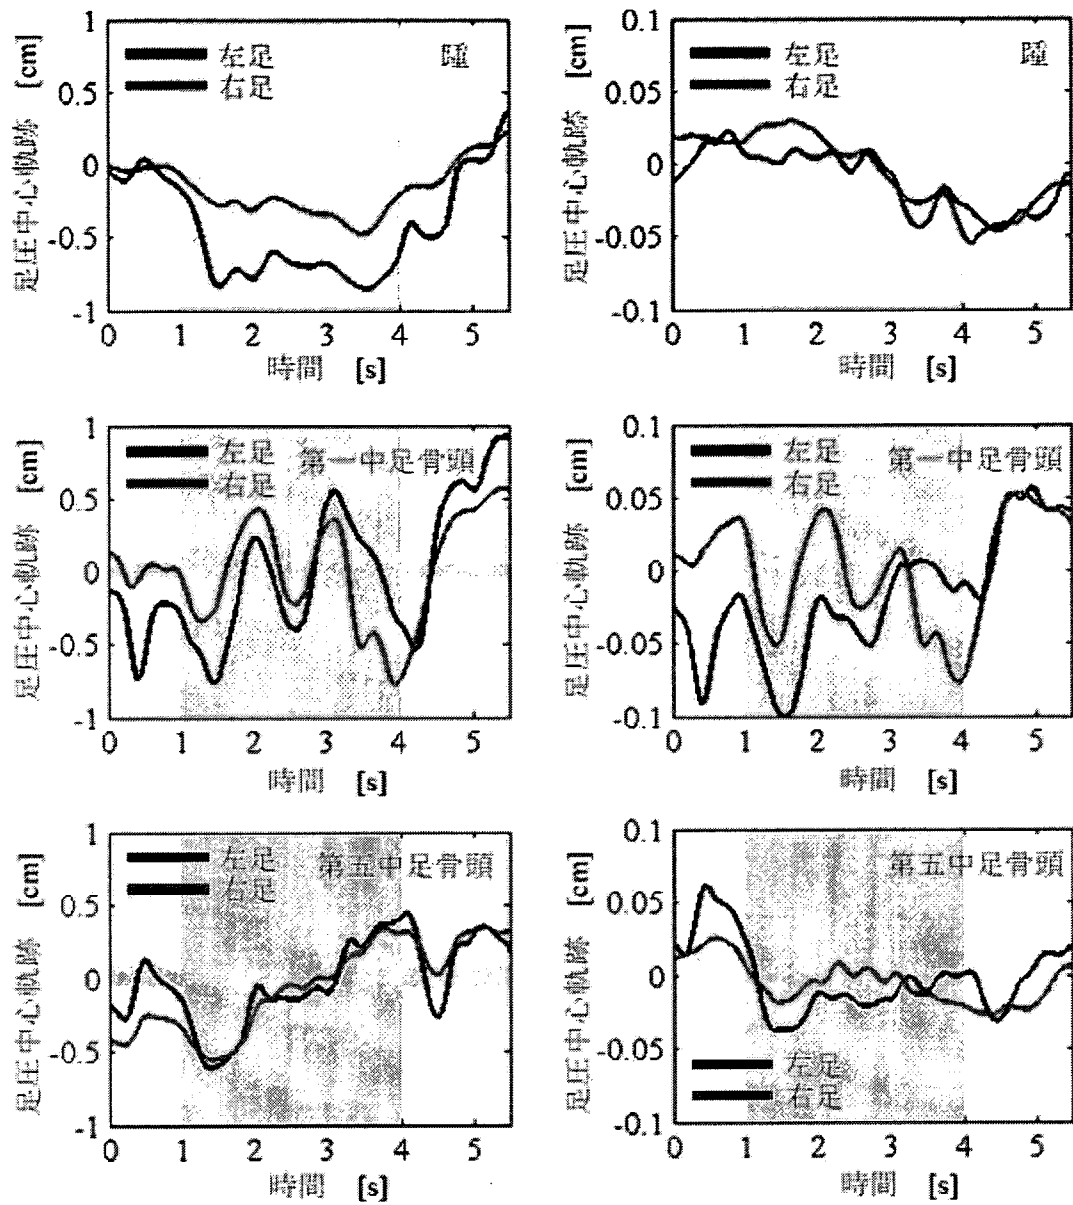 足圧中心軌跡 [cm]
1
0.5
0
-0.5
-1
左足
右足
踵
0 1 2 3 4 5
時間 [s]
足圧中心軌跡 [cm]
0.1
0.05
0
-0.05
-0.1
左足
右足
踵
0 1 2 3 4 5
時間 [s]
足圧中心軌跡 [cm]
1
0.5
0
-0.5
-1
左足
右足
第一中足骨頭
0 1 2 3 4 5
時間 [s]
足圧中心軌跡 [cm]
0.1
0.05
0
-0.05
-0.1
左足
右足
第一中足骨頭
0 1 2 3 4 5
時間 [s]
足圧中心軌跡 [cm]
1
0.5
0
-0.5
-1
左足
右足
第五中足骨頭
0 1 2 3 4 5
時間 [s]
足圧中心軌跡 [cm]
0.1
0.05
0
-0.05
-0.1
第五中足骨頭
左足
右足
0 1 2 3 4 5
時間 [s]